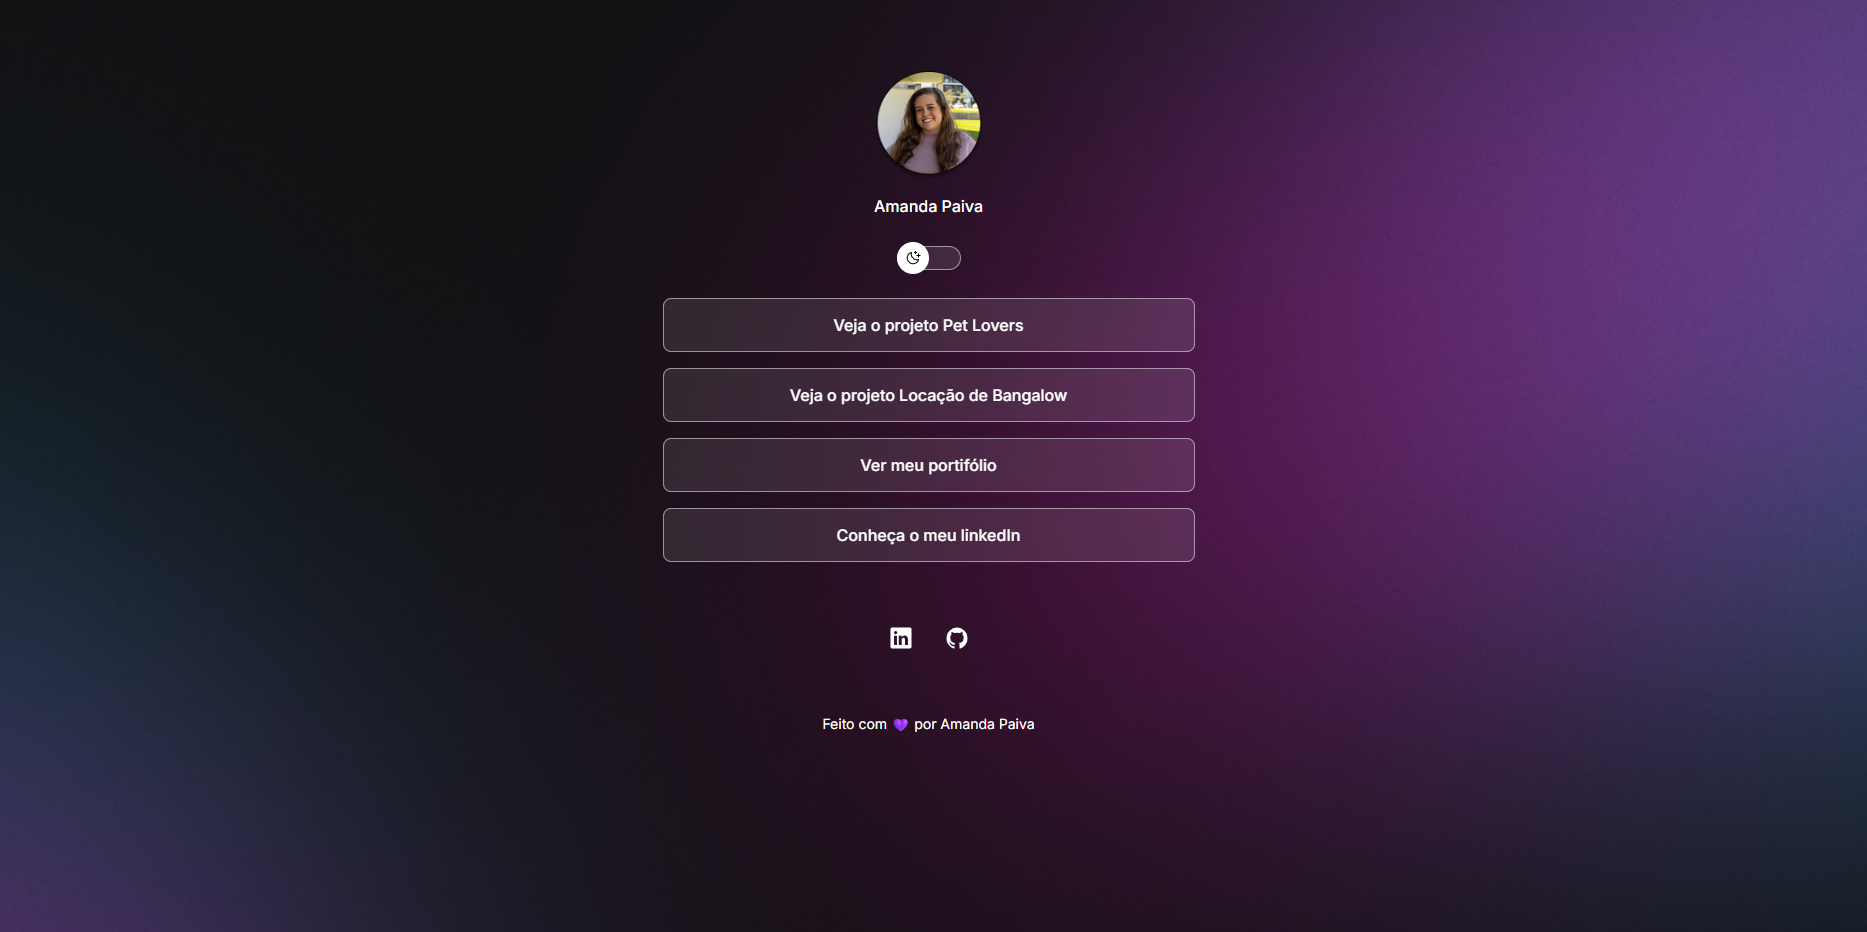 Amanda Paiva
Veja o projeto Pet Lovers
Veja o projeto Locação de Bangalow
Ver meu portifólio
Conheça o meu linkedIn
in
Feito com 💜 por Amanda Paiva